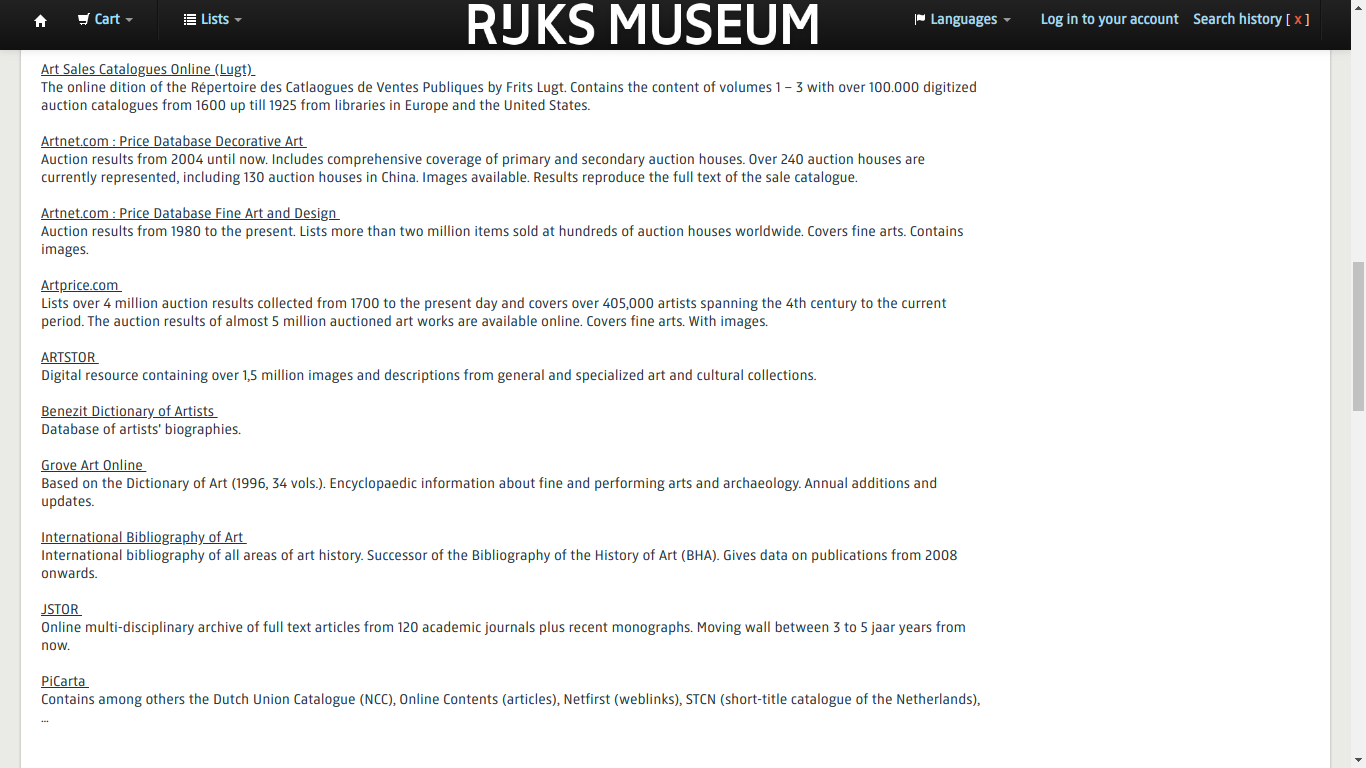 Cart
Lists
RIJKS MUSEUM
Languages
Log in to your account
Search history [ x ]
Art Sales Catalogues Online (Lugt)
The online dition of the Répertoire des Catlaogues de Ventes Publiques by Frits Lugt. Contains the content of volumes 1 – 3 with over 100.000 digitized
auction catalogues from 1600 up till 1925 from libraries in Europe and the United States.
Artnet.com : Price Database Decorative Art
Auction results from 2004 until now. Includes comprehensive coverage of primary and secondary auction houses. Over 240 auction houses are
currently represented, including 130 auction houses in China. Images available. Results reproduce the full text of the sale catalogue.
Artnet.com : Price Database Fine Art and Design
Auction results from 1980 to the present. Lists more than two million items sold at hundreds of auction houses worldwide. Covers fine arts. Contains
images.
Artprice.com
Lists over 4 million auction results collected from 1700 to the present day and covers over 405,000 artists spanning the 4th century to the current
period. The auction results of almost 5 million auctioned art works are available online. Covers fine arts. With images.
ARTSTOR
Digital resource containing over 1,5 million images and descriptions from general and specialized art and cultural collections.
Benezit Dictionary of Artists
Database of artists' biographies.
Grove Art Online
Based on the Dictionary of Art (1996, 34 vols.). Encyclopaedic information about fine and performing arts and archaeology. Annual additions and
updates.
International Bibliography of Art
International bibliography of all areas of art history. Successor of the Bibliography of the History of Art (BHA). Gives data on publications from 2008
onwards.
JSTOR
Online multi-disciplinary archive of full text articles from 120 academic journals plus recent monographs. Moving wall between 3 to 5 jaar years from
now.
PiCarta
Contains among others the Dutch Union Catalogue (NCC), Online Contents (articles), Netfirst (weblinks), STCN (short-title catalogue of the Netherlands),
...